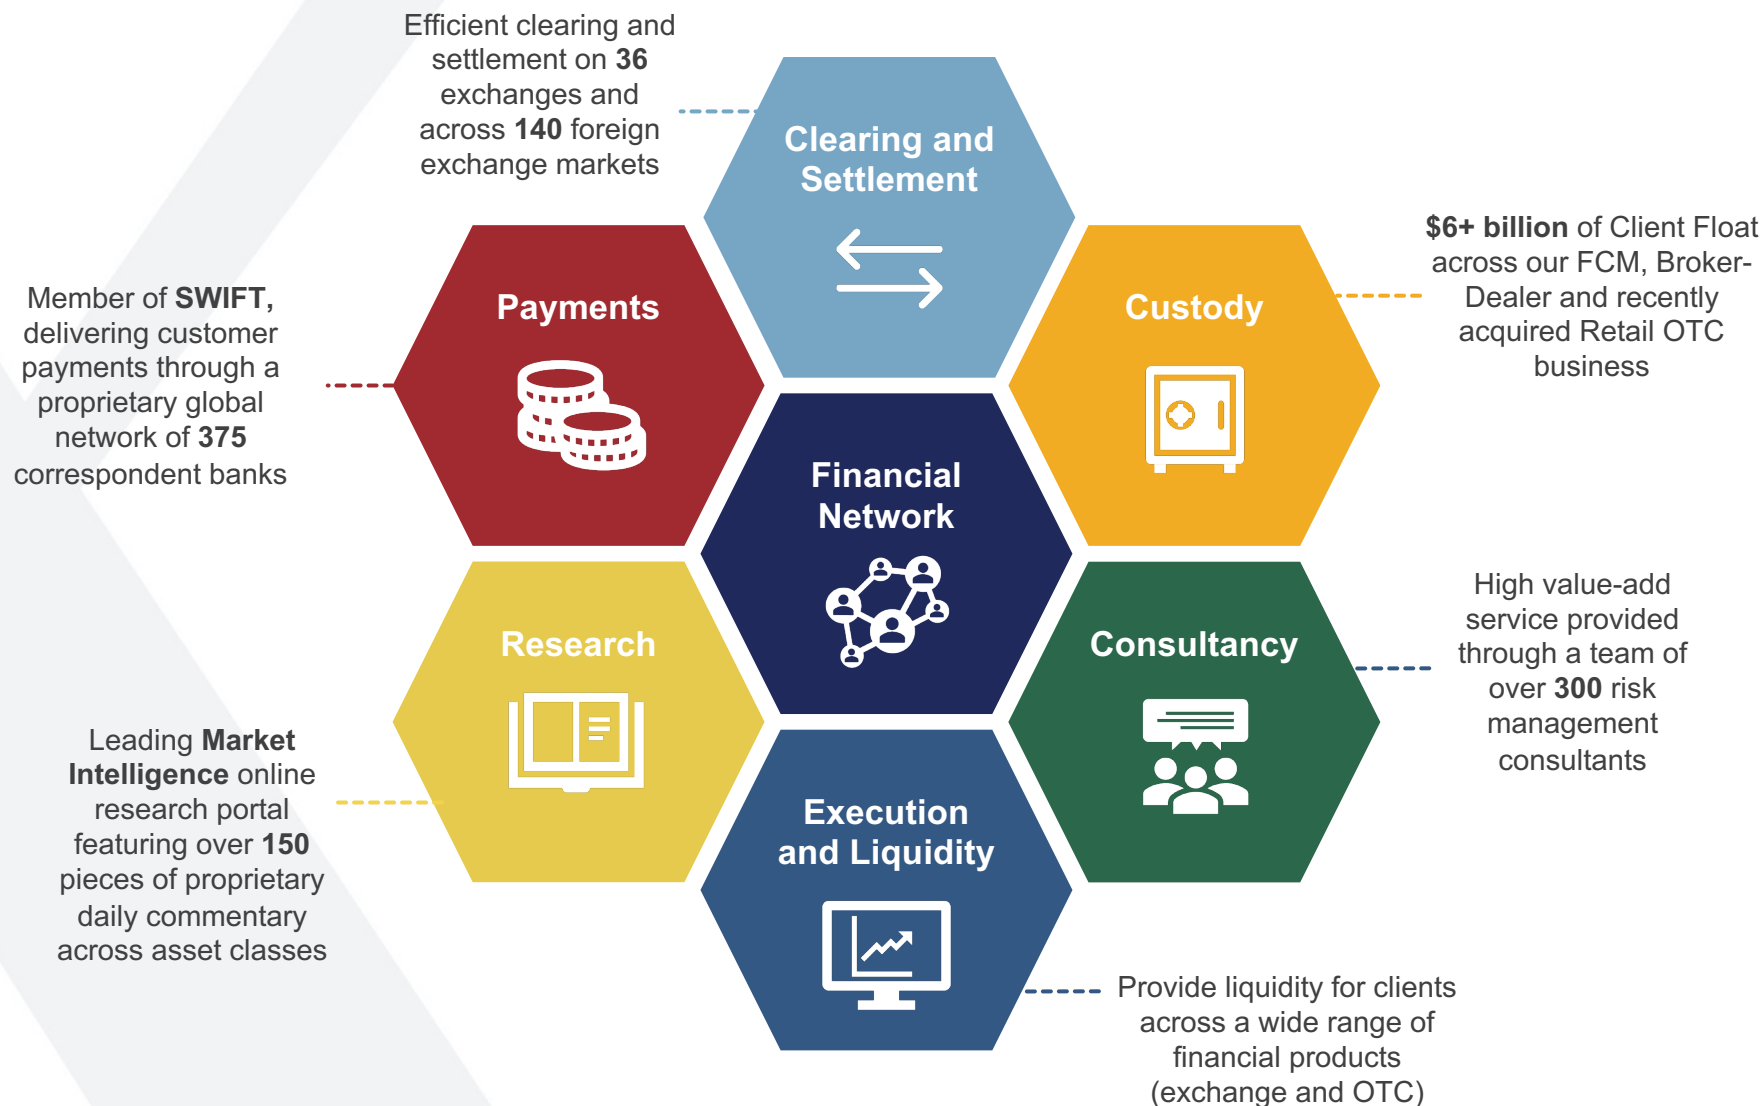 Efficient clearing and
settlement on 36
exchanges and
across 140 foreign
exchange markets
Clearing and
Settlement
$6+ billion of Client Float
across our FCM, Broker-
Dealer and recently
acquired Retail OTC
business
Custody
Member of SWIFT,
delivering customer
payments through a
proprietary global
network of 375
correspondent banks
Payments
Financial
Network
High value-add
service provided
through a team of
over 300 risk
management
consultants
Consultancy
Research
Leading Market
Intelligence online
research portal
featuring over 150
pieces of proprietary
daily commentary
across asset classes
Execution
and Liquidity
Provide liquidity for clients
across a wide range of
financial products
(exchange and OTC)